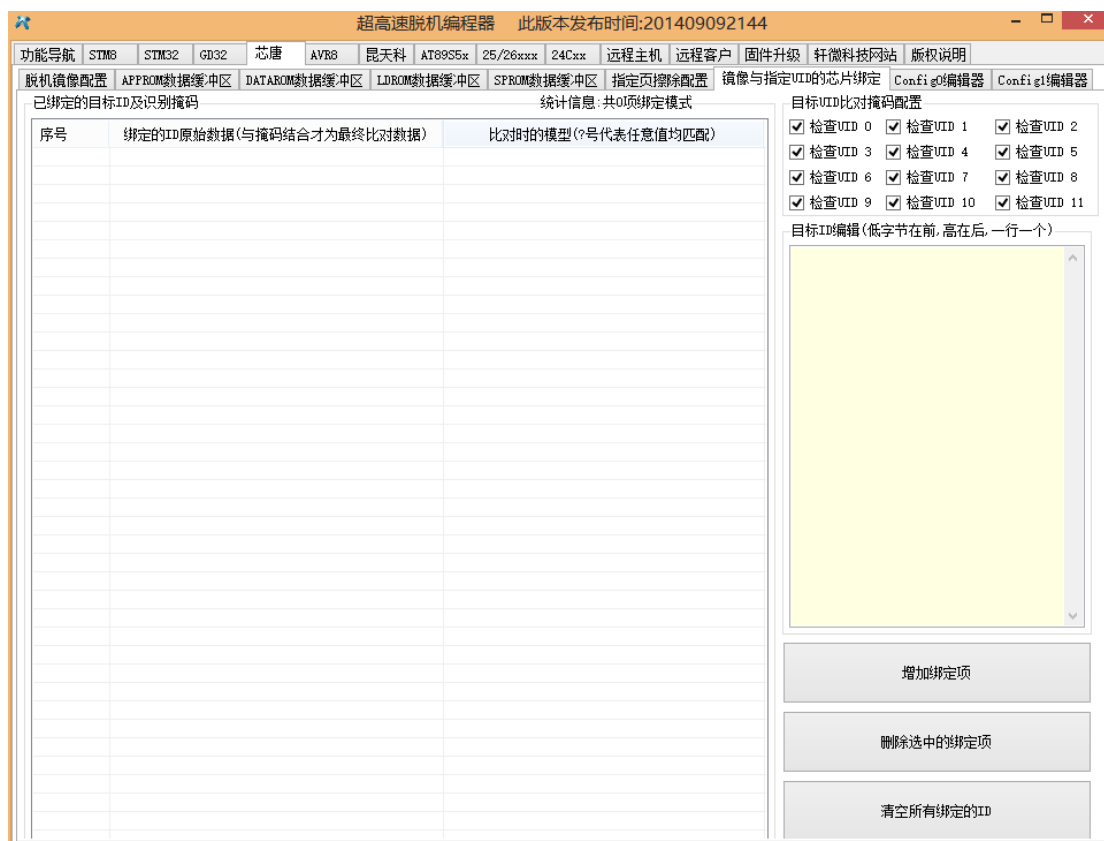 超高速脱机编程器 此版本发布时间:201409092144
功能导航 STM8 STM32 GD32 芯唐 AVR8 昆天科 AT89S5x 25/26xxx 24Cxx 远程主机 远程客户 固件升级 轩微科技网站 版权说明
脱机镜像配置 APPROM数据缓冲区 DATAROM数据缓冲区 LDROM数据缓冲区 SPROM数据缓冲区 指定页擦除配置 镜像与指定UID的芯片绑定 Config0编辑器 Config1编辑器
已绑定的目标ID及识别掩码 统计信息:共0项绑定模式 目标UID比对掩码配置
序号 绑定的ID原始数据(与掩码结合才为最终比对数据) 比对时的模型(?号代表任意值均匹配)
检查UID 0 检查UID 1 检查UID 2
检查UID 3 检查UID 4 检查UID 5
检查UID 6 检查UID 7 检查UID 8
检查UID 9 检查UID 10 检查UID 11
目标ID编辑(低字节在前,高在后,一行一个)
增加绑定项
删除选中的绑定项
清空所有绑定的ID